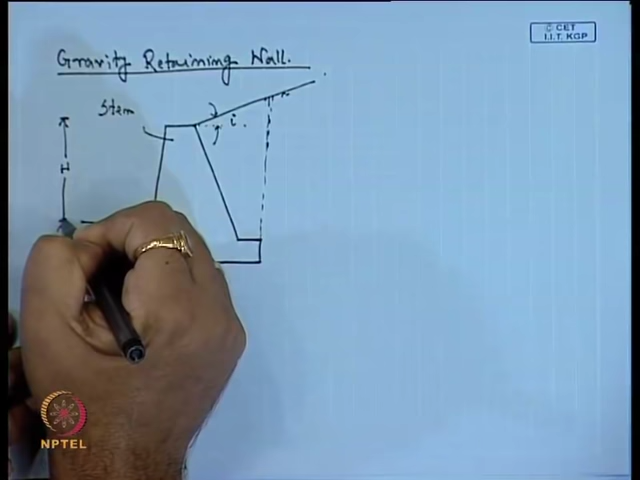 © CET
I.I.T. KGP
Gravity Retaining Wall.
Stem
i
H
NPTEL